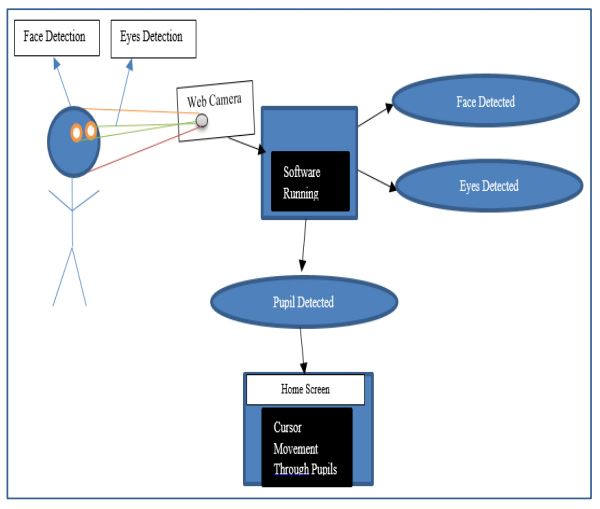 Face Detection
Eyes Detection
Web Camera
Face Detected
Software
Running
Eyes Detected
Pupil Detected
Home Screen
Cursor
Movement
Through Pupils